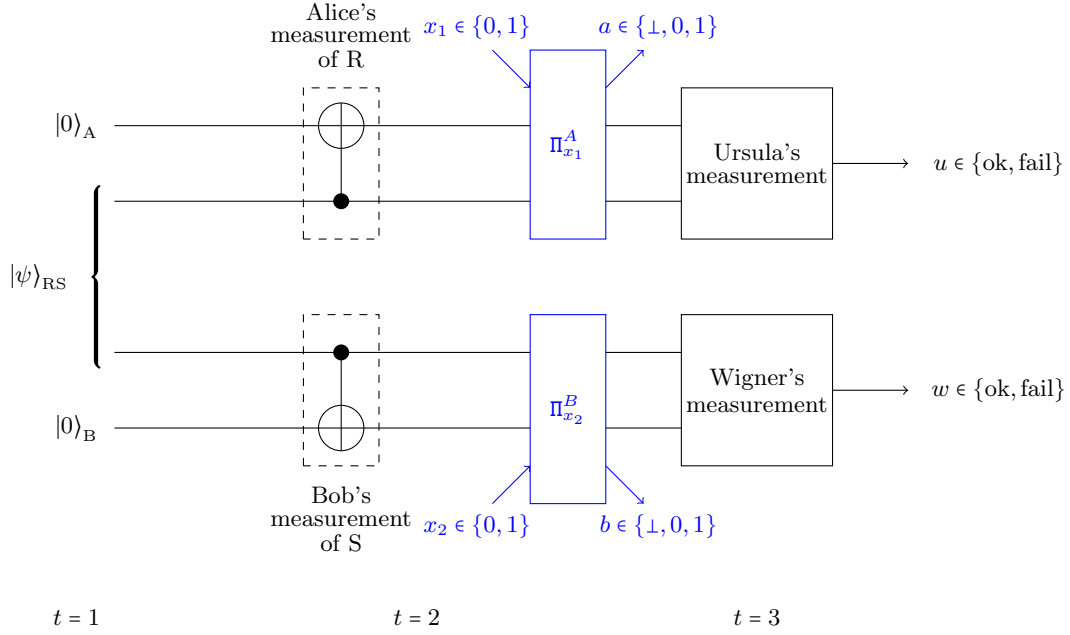 Alice's
measurement
of R
x₁ ∈ {0, 1}
a ∈ {⊥, 0, 1}
|0⟩_A
Π^A_{x₁}
Ursula's
measurement
u ∈ {ok, fail}
|ψ⟩_RS
Wigner's
measurement
w ∈ {ok, fail}
Π^B_{x₂}
|0⟩_B
Bob's
measurement
of S
x₂ ∈ {0, 1}
b ∈ {⊥, 0, 1}
t = 1
t = 2
t = 3